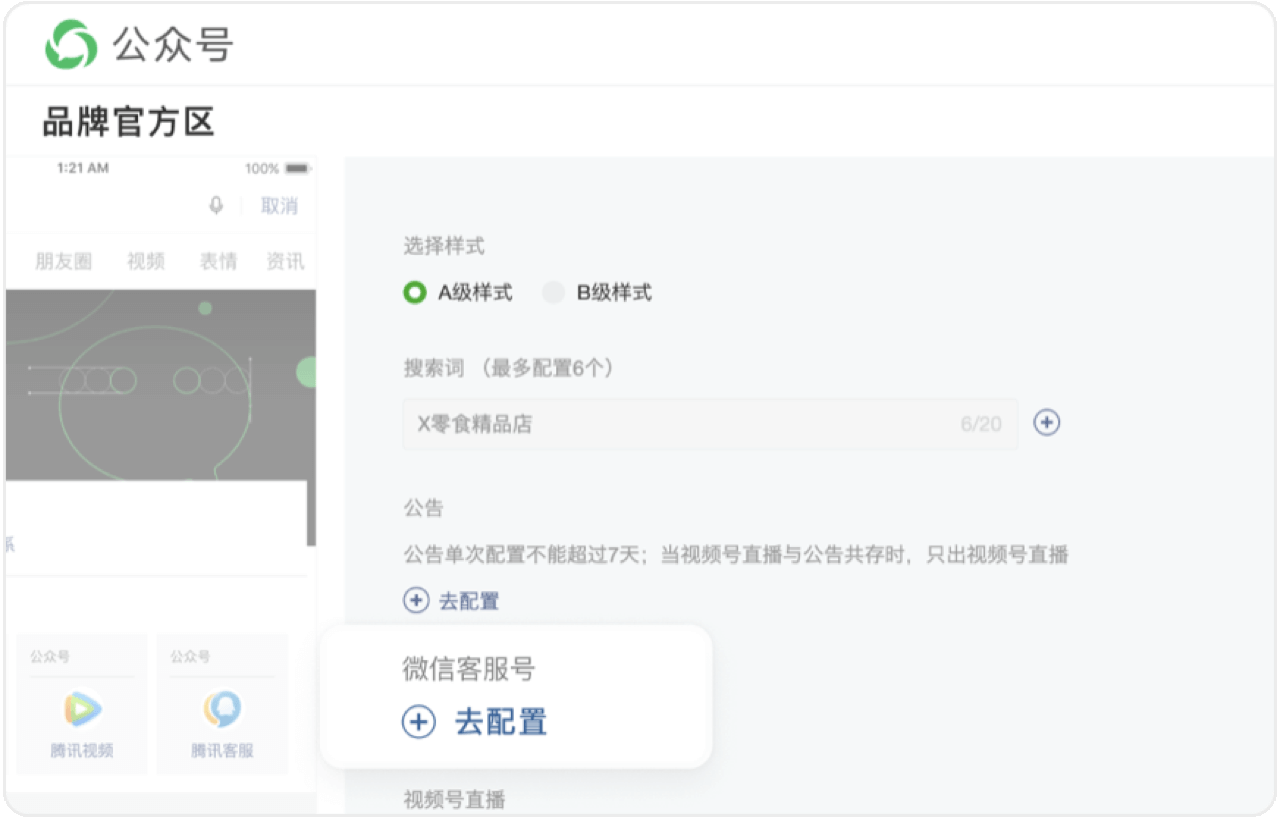 公众号
品牌官方区
1:21 AM 100%
取消
朋友圈 视频 表情 资讯
系
公众号 公众号
腾讯视频 腾讯客服
选择样式
A级样式 B级样式
搜索词 （最多配置6个）
X零食精品店 6/20
公告
公告单次配置不能超过7天；当视频号直播与公告共存时，只出视频号直播
去配置
微信客服号
去配置
视频号直播